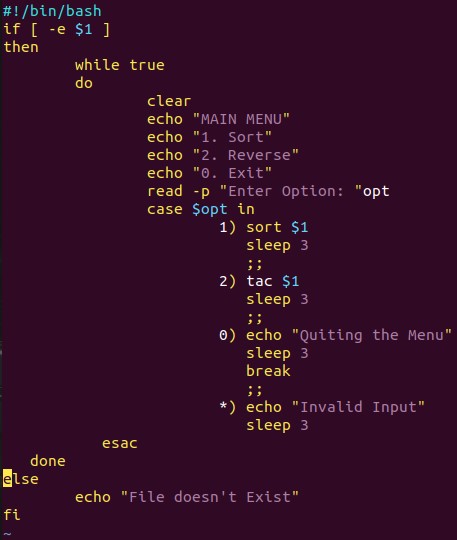 #!/bin/bash
if [ -e $1 ]
then
        while true
        do
                clear
                echo "MAIN MENU"
                echo "1. Sort"
                echo "2. Reverse"
                echo "0. Exit"
                read -p "Enter Option: "opt
                case $opt in
                        1) sort $1
                           sleep 3
                           ;;
                        2) tac $1
                           sleep 3
                           ;;
                        0) echo "Quiting the Menu"
                           sleep 3
                           break
                           ;;
                        *) echo "Invalid Input"
                           sleep 3
           esac
   done
else
        echo "File doesn't Exist"
fi
~